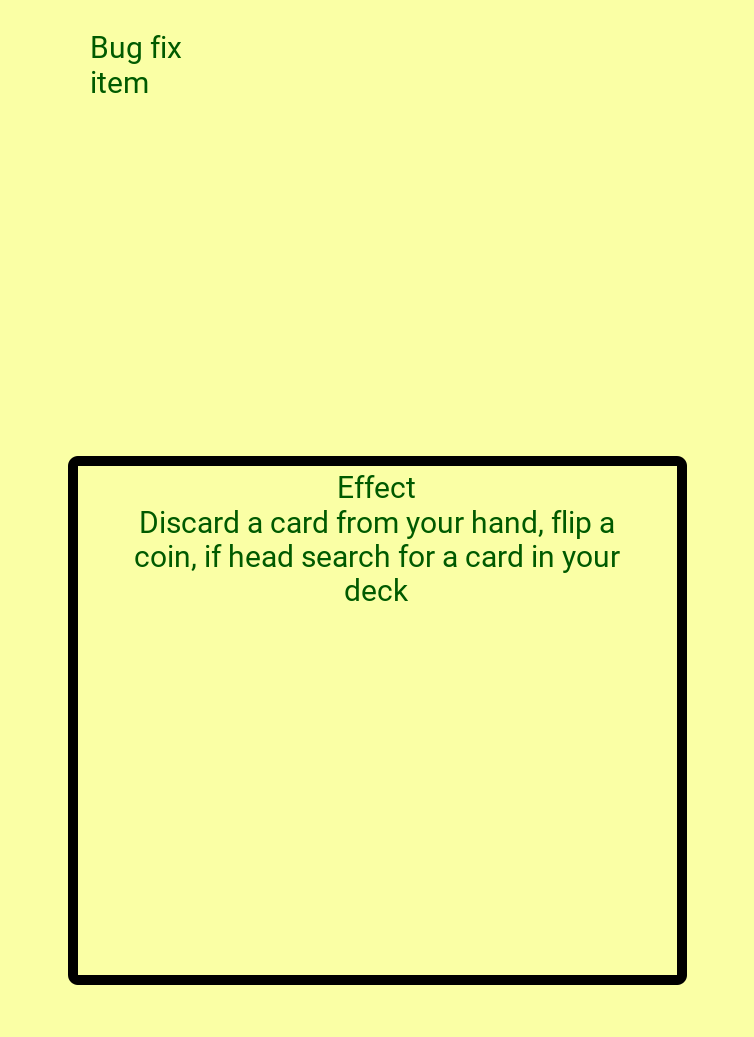 Bug fix
item
Effect
Discard a card from your hand, flip a
coin, if head search for a card in your
deck